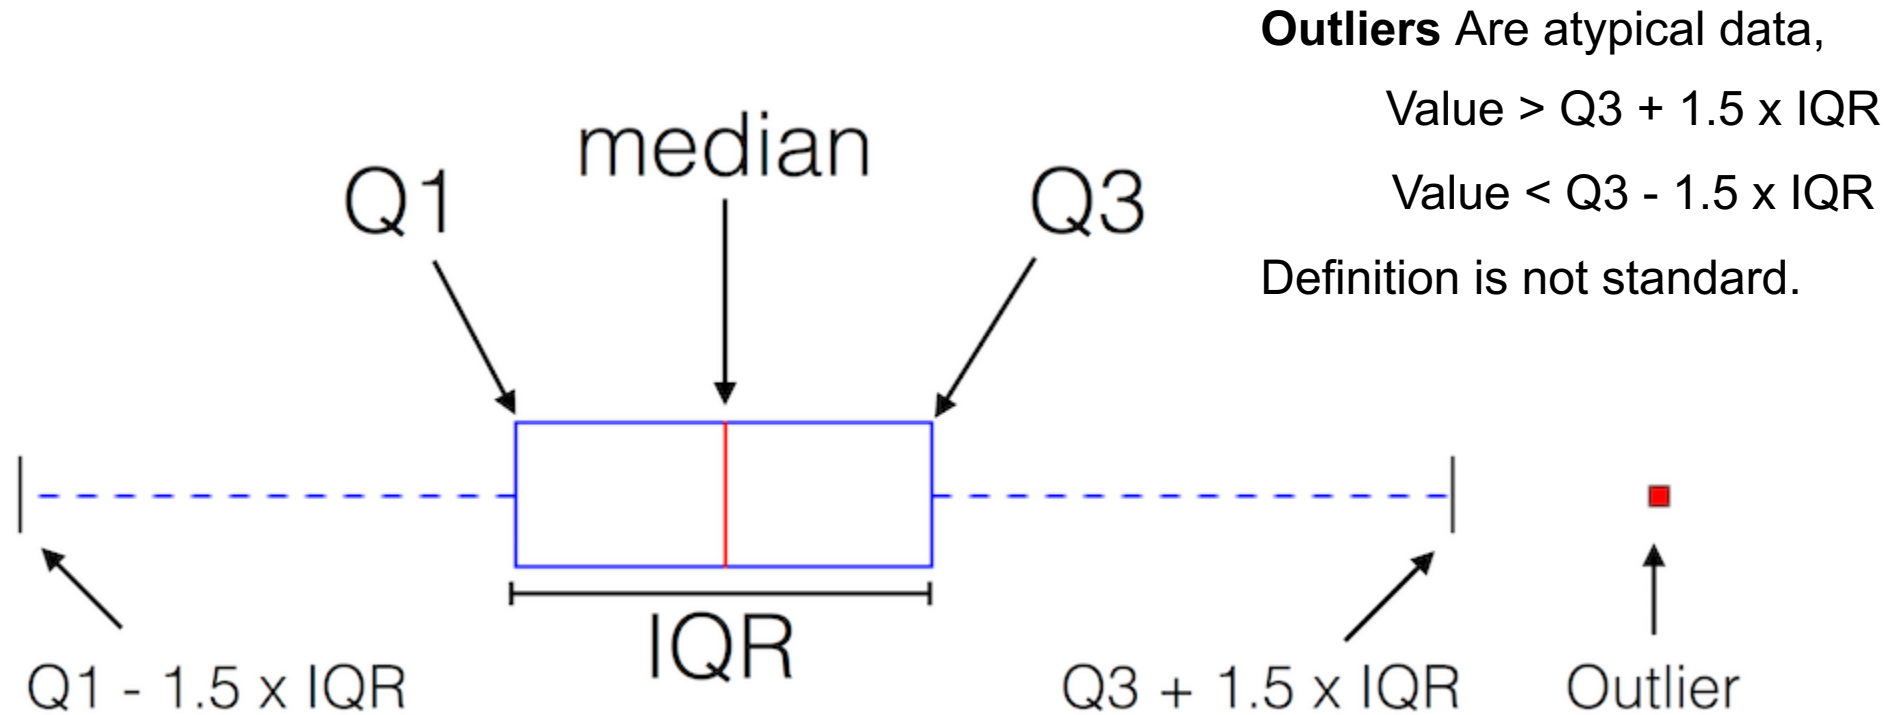 Outliers Are atypical data,
Value > Q3 + 1.5 x IQR
Value < Q3 - 1.5 x IQR
Definition is not standard.
median
Q1
Q3
IQR
Q1 - 1.5 x IQR
Q3 + 1.5 x IQR
Outlier